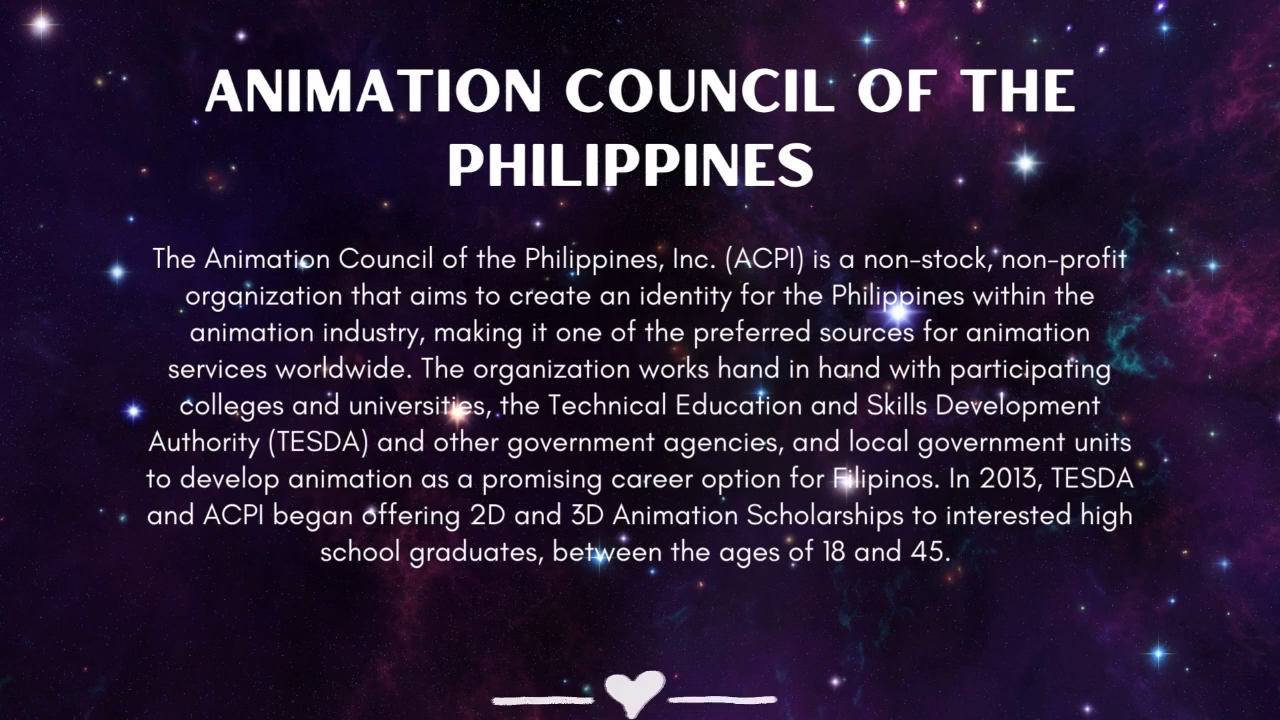 ANIMATION COUNCIL OF THE
PHILIPPINES
The Animation Council of the Philippines, Inc. (ACPI) is a non-stock, non-profit
organization that aims to create an identity for the Philippines within the
animation industry, making it one of the preferred sources for animation
services worldwide. The organization works hand in hand with participating
colleges and universities, the Technical Education and Skills Development
Authority (TESDA) and other government agencies, and local government units
to develop animation as a promising career option for Filipinos. In 2013, TESDA
and ACPI began offering 2D and 3D Animation Scholarships to interested high
school graduates, between the ages of 18 and 45.